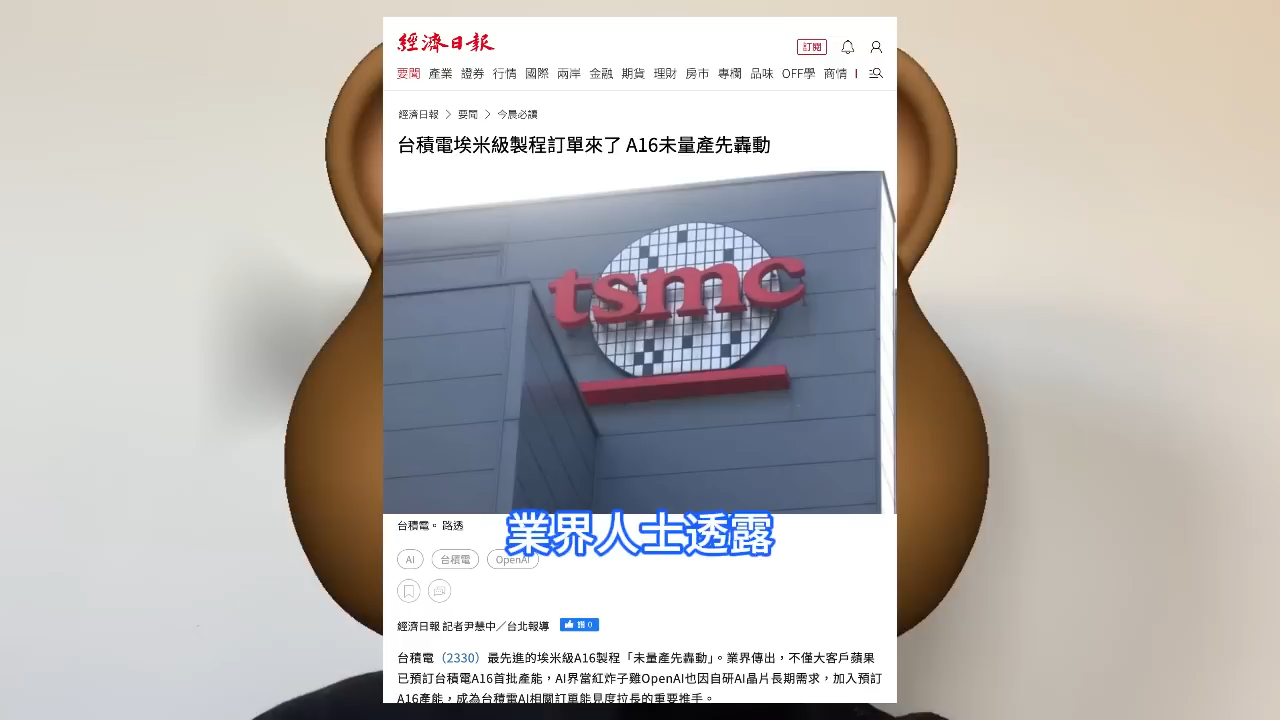 經濟日報
訂閱
要聞 產業 證券 行情 國際 兩岸 金融 期貨 理財 房市 專欄 品味 OFF學 商情
經濟日報 > 要聞 > 今晨必讀
台積電埃米級製程訂單來了 A16未量產先轟動
tsmc
台積電。 路透
業界人士透露
AI 台積電 OpenAI
經濟日報 記者尹慧中／台北報導 讚 0
台積電（2330）最先進的埃米級A16製程「未量產先轟動」。業界傳出，不僅大客戶蘋果
已預訂台積電A16首批產能，AI界當紅炸子雞OpenAI也因自研AI晶片長期需求，加入預訂
A16產能，成為台積電AI相關訂單能見度拉長的重要推手。